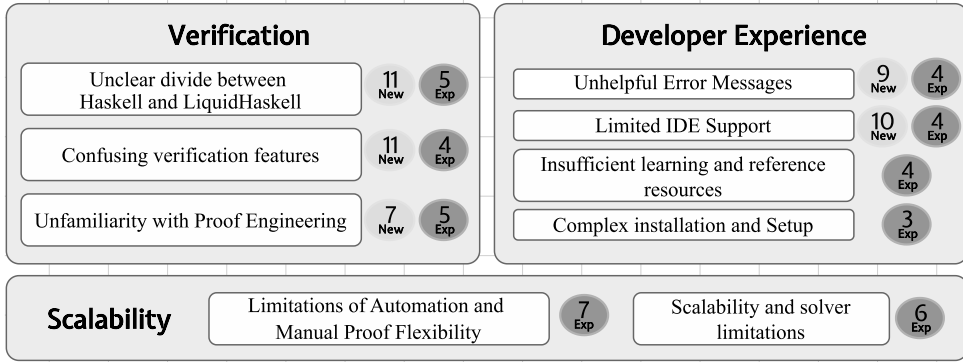 Verification
Unclear divide between
Haskell and LiquidHaskell
11
New
5
Exp
Confusing verification features
11
New
4
Exp
Unfamiliarity with Proof Engineering
7
New
5
Exp
Developer Experience
Unhelpful Error Messages
9
New
4
Exp
Limited IDE Support
10
New
4
Exp
Insufficient learning and reference
resources
4
Exp
Complex installation and Setup
3
Exp
Scalability
Limitations of Automation and
Manual Proof Flexibility
7
Exp
Scalability and solver
limitations
6
Exp